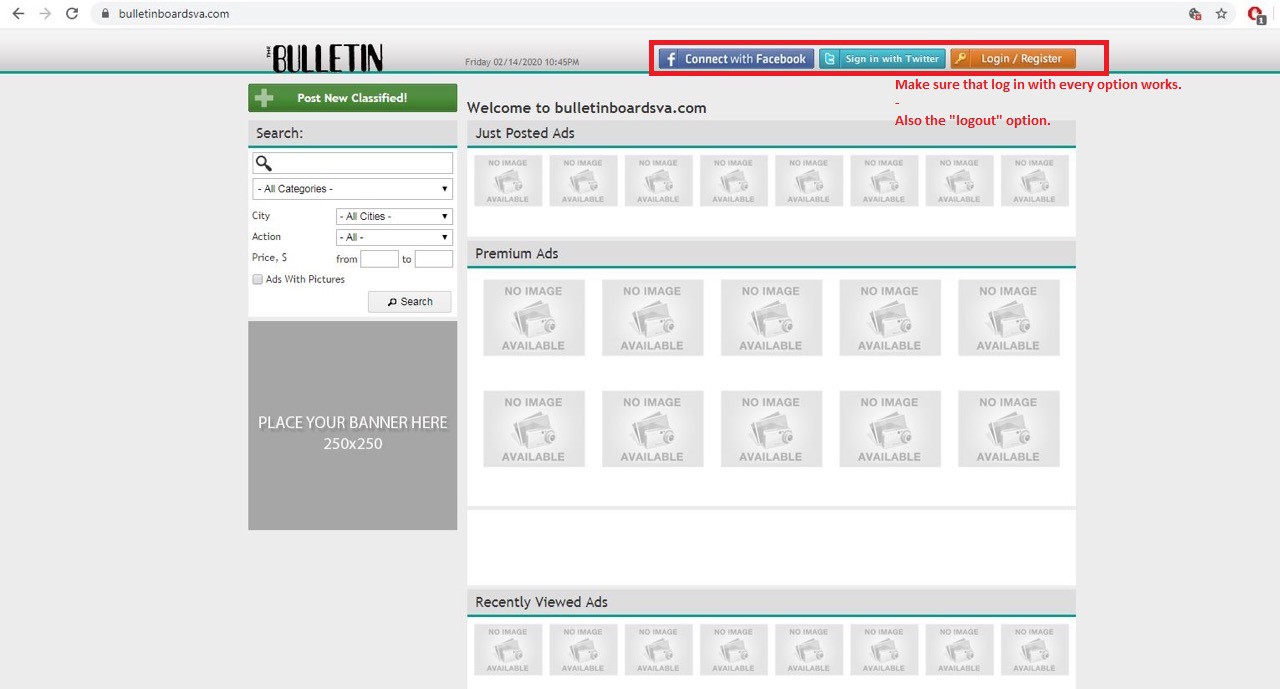 bulletinboardsva.com
1
THE BULLETIN
Friday 02/14/2020 10:45PM
f Connect with Facebook
Sign in with Twitter
Login / Register
Make sure that log in with every option works.
-
Also the "logout" option.
Post New Classified!
Search:
- All Categories -
City
- All Cities -
Action
- All -
Price, $
from
to
Ads With Pictures
Search
PLACE YOUR BANNER HERE
250x250
Welcome to bulletinboardsva.com
Just Posted Ads
NO IMAGE
AVAILABLE
NO IMAGE
AVAILABLE
NO IMAGE
AVAILABLE
NO IMAGE
AVAILABLE
NO IMAGE
AVAILABLE
NO IMAGE
AVAILABLE
NO IMAGE
AVAILABLE
NO IMAGE
AVAILABLE
Premium Ads
NO IMAGE
AVAILABLE
NO IMAGE
AVAILABLE
NO IMAGE
AVAILABLE
NO IMAGE
AVAILABLE
NO IMAGE
AVAILABLE
NO IMAGE
AVAILABLE
NO IMAGE
AVAILABLE
NO IMAGE
AVAILABLE
NO IMAGE
AVAILABLE
NO IMAGE
AVAILABLE
Recently Viewed Ads
NO IMAGE
AVAILABLE
NO IMAGE
AVAILABLE
NO IMAGE
AVAILABLE
NO IMAGE
AVAILABLE
NO IMAGE
AVAILABLE
NO IMAGE
AVAILABLE
NO IMAGE
AVAILABLE
NO IMAGE
AVAILABLE